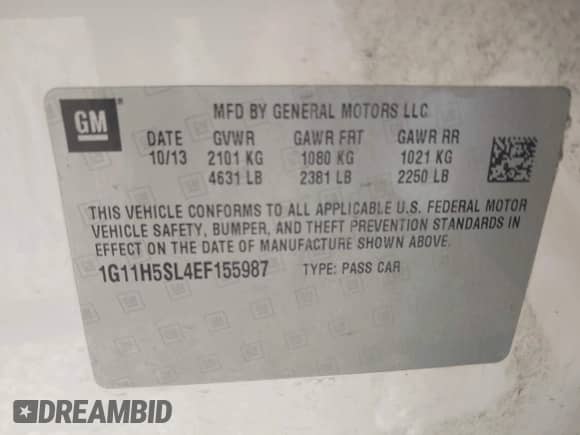 GM ®
MFD BY GENERAL MOTORS LLC
DATE GVWR GAWR FRT GAWR RR
10/13 2101 KG 1080 KG 1021 KG
4631 LB 2381 LB 2250 LB
THIS VEHICLE CONFORMS TO ALL APPLICABLE U.S. FEDERAL MOTOR
VEHICLE SAFETY, BUMPER, AND THEFT PREVENTION STANDARDS IN
EFFECT ON THE DATE OF MANUFACTURE SHOWN ABOVE.
1G11H5SL4EF155987 TYPE: PASS CAR
DREAMBID